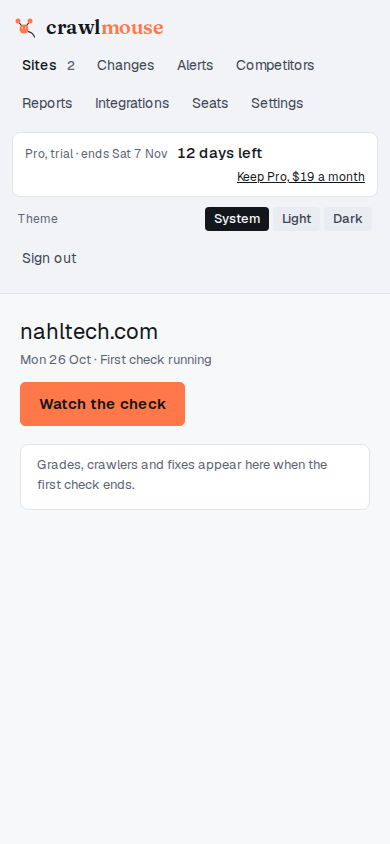 crawlmouse
Sites 2 Changes Alerts Competitors
Reports Integrations Seats Settings
Pro, trial · ends Sat 7 Nov 12 days left
Keep Pro, $19 a month
Theme System Light Dark
Sign out
nahltech.com
Mon 26 Oct · First check running
Watch the check
Grades, crawlers and fixes appear here when the
first check ends.